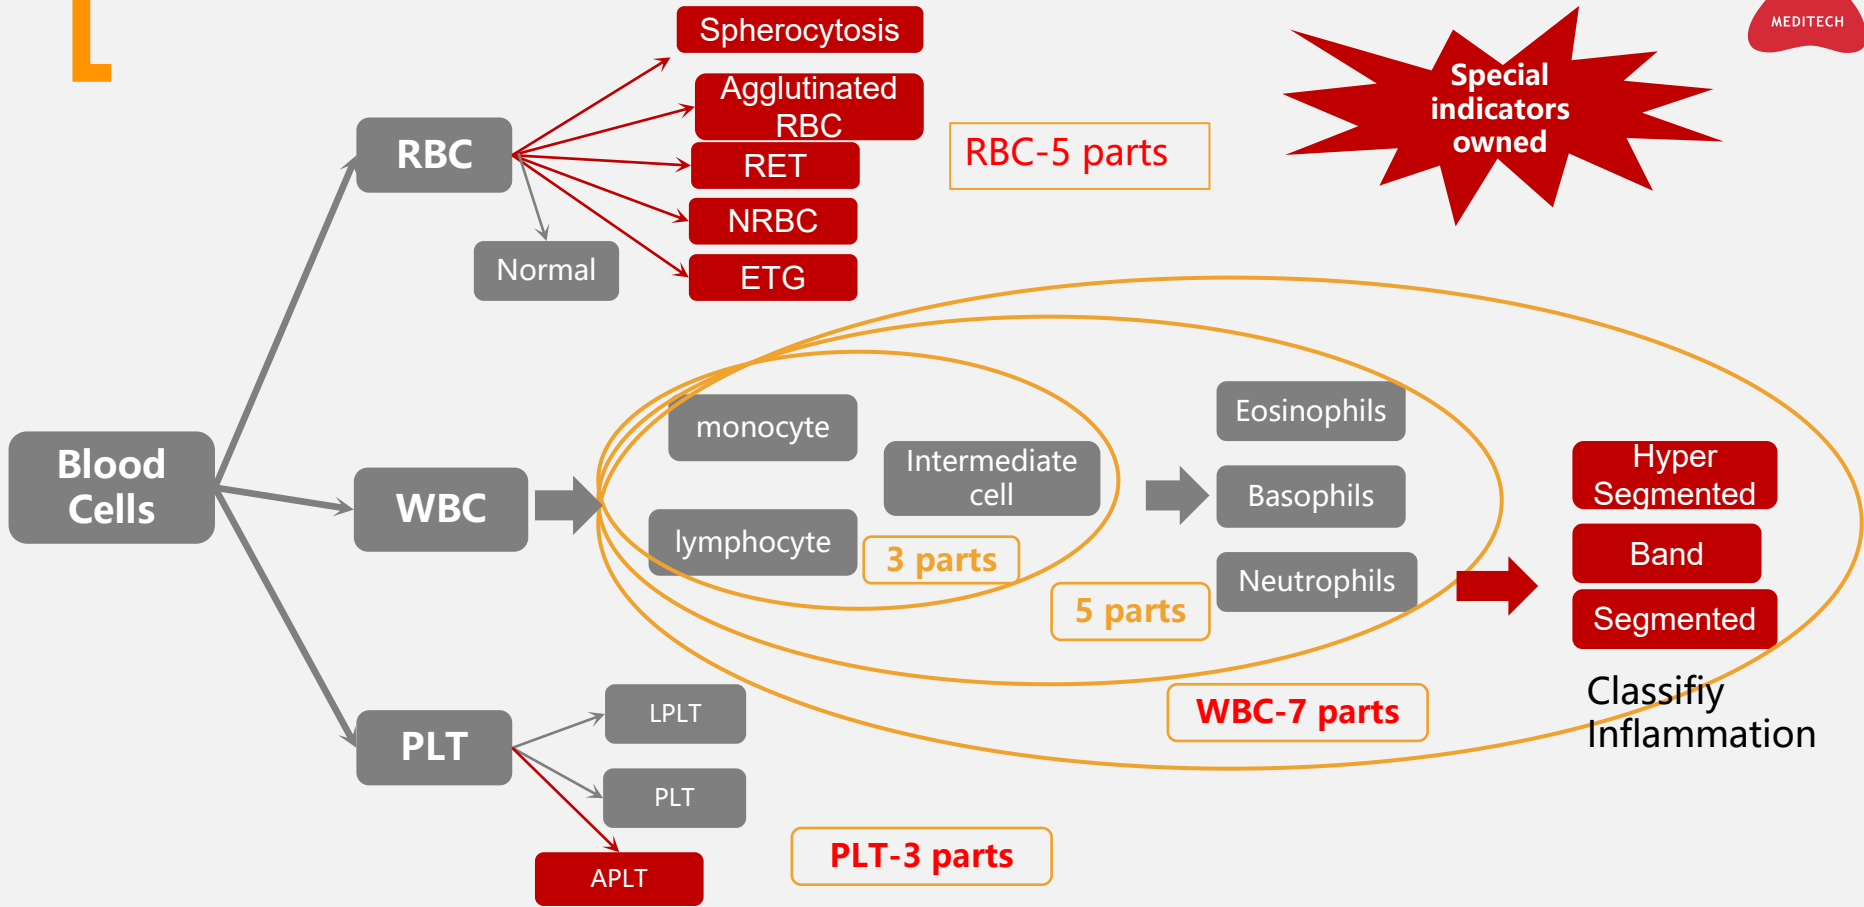 MEDITECH
Spherocytosis
Agglutinated
RBC
RET
NRBC
ETG
RBC
Normal
RBC-5 parts
Special
indicators
owned
Blood
Cells
WBC
monocyte
Intermediate
cell
lymphocyte
3 parts
Eosinophils
Basophils
Neutrophils
5 parts
Hyper
Segmented
Band
Segmented
Classifiy
Inflammation
WBC-7 parts
PLT
LPLT
PLT
APLT
PLT-3 parts